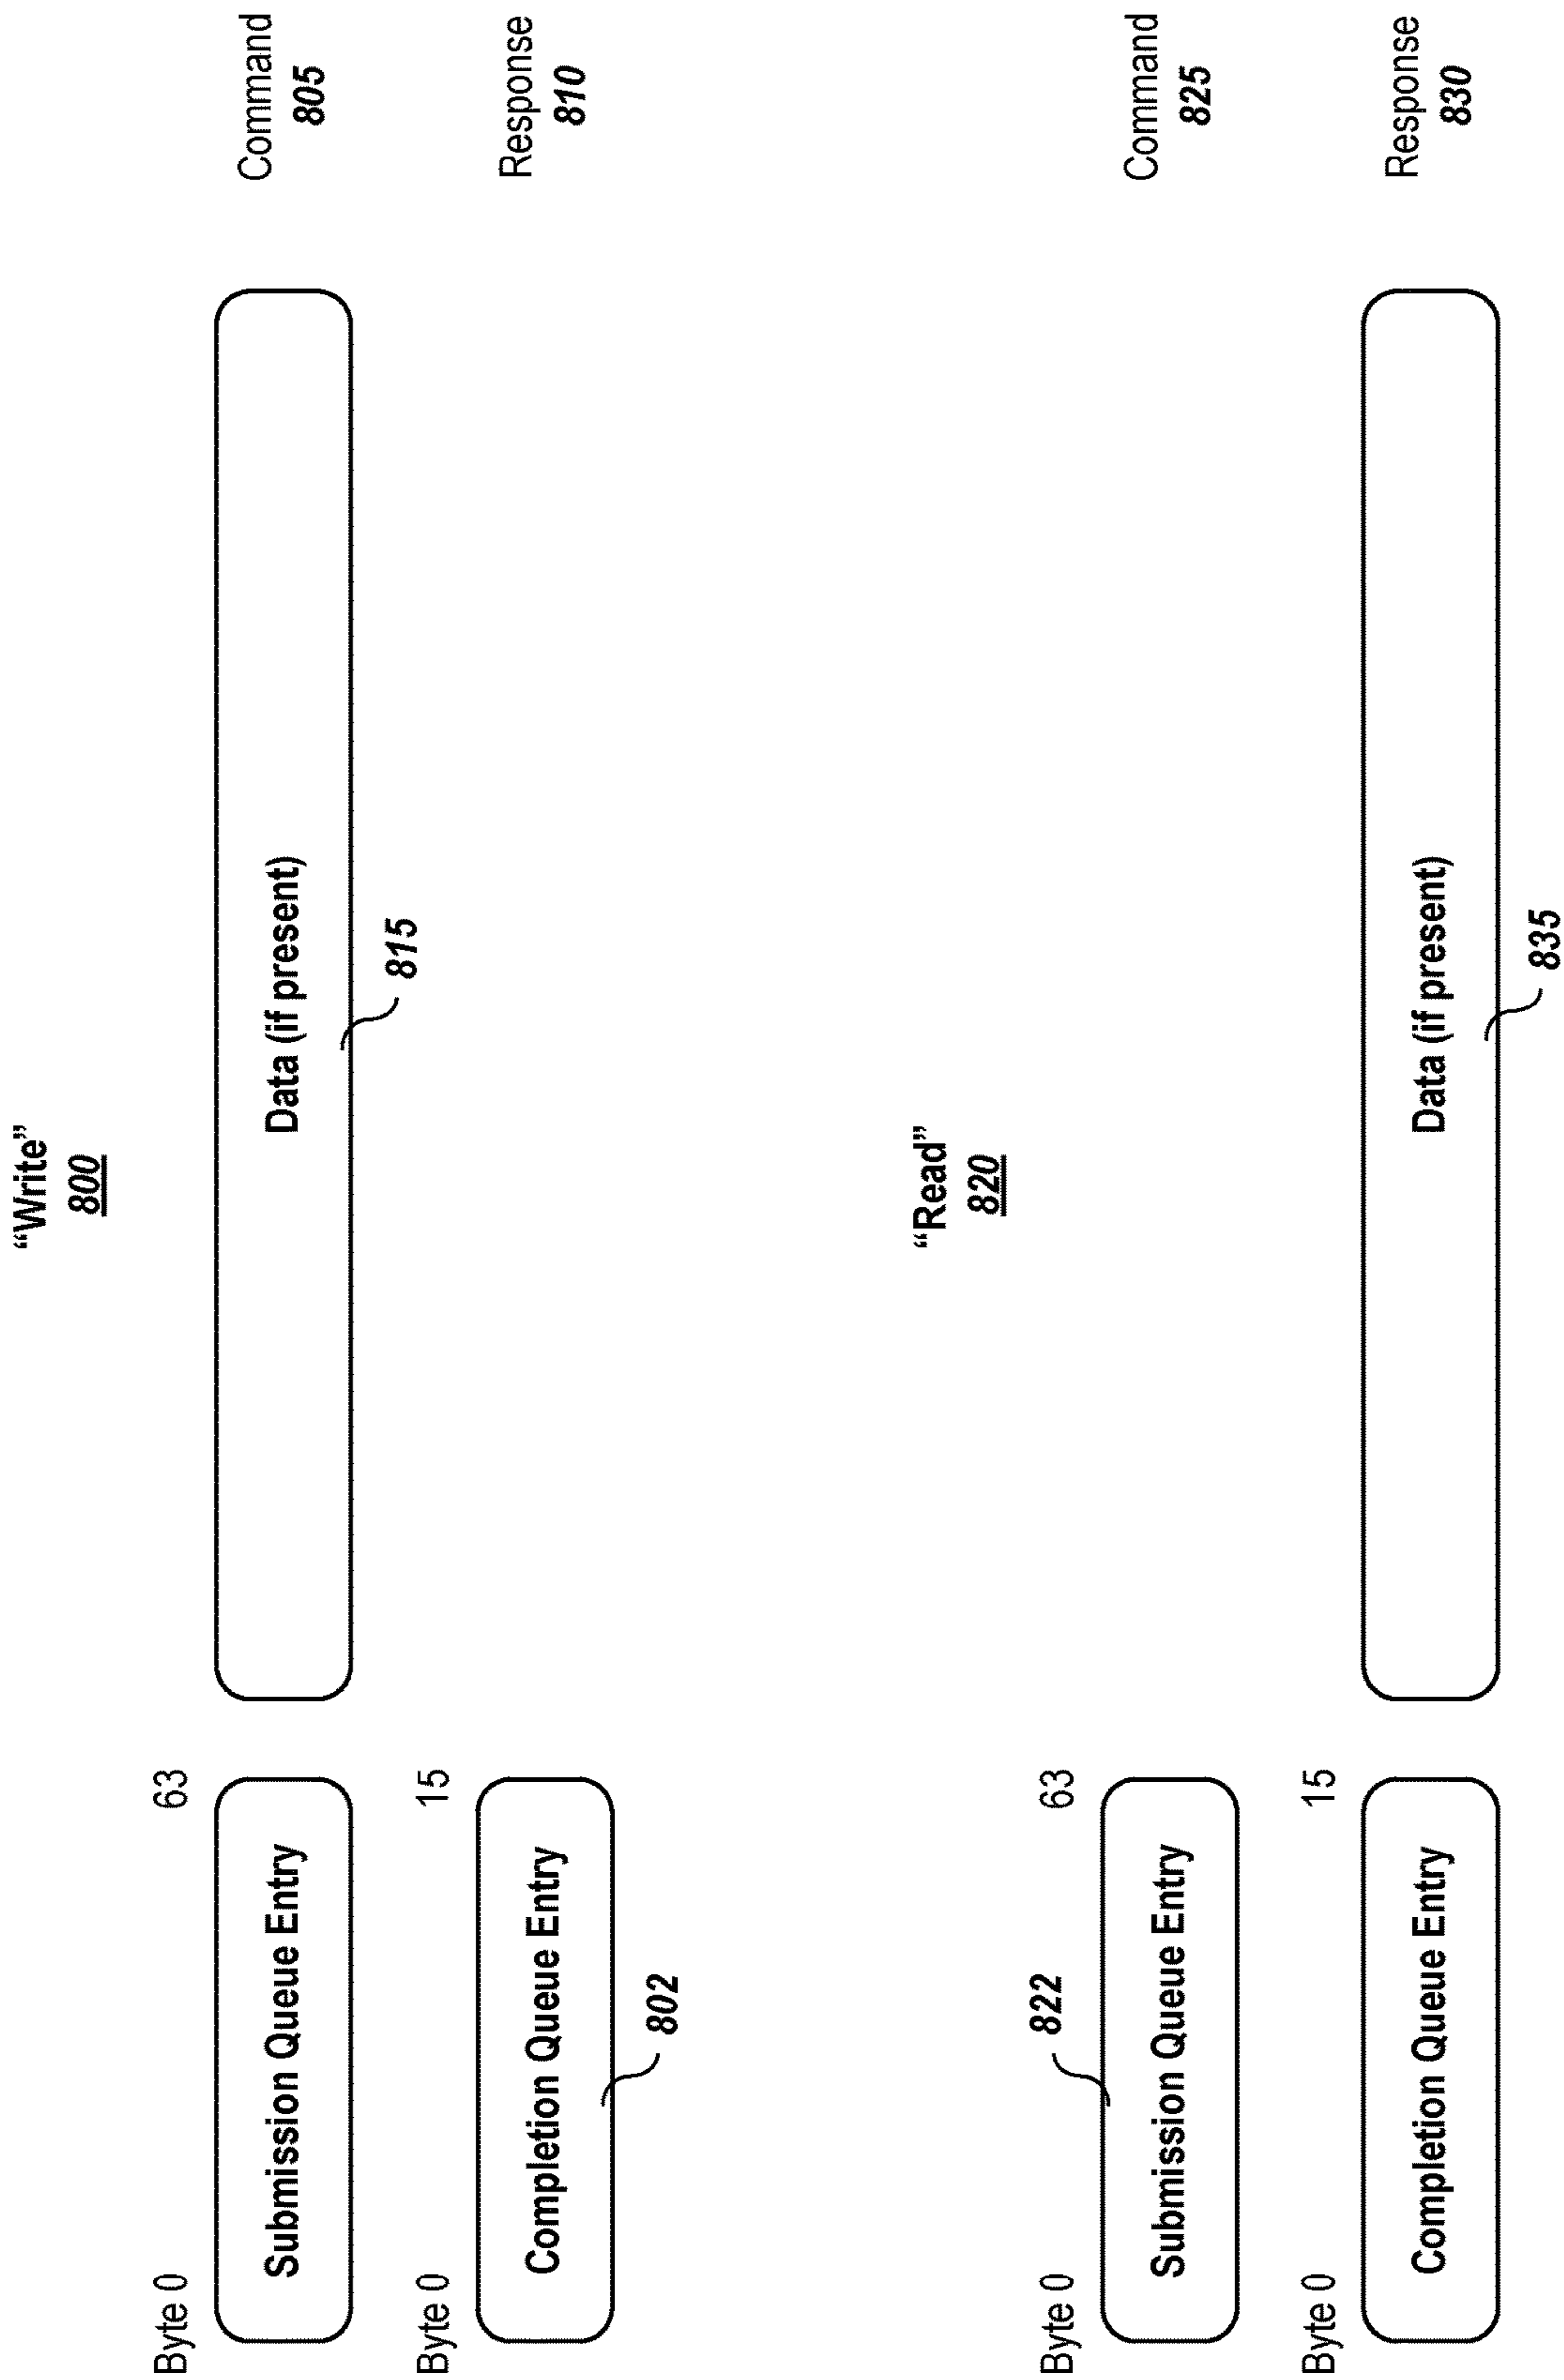 “Write”
800
Byte 0
63
Submission Queue Entry
Data (if present)
Command
805
815
Byte 0
15
Completion Queue Entry
Response
810
802
“Read”
820
822
Byte 0
63
Submission Queue Entry
Command
825
Byte 0
15
Completion Queue Entry
Data (if present)
Response
830
835